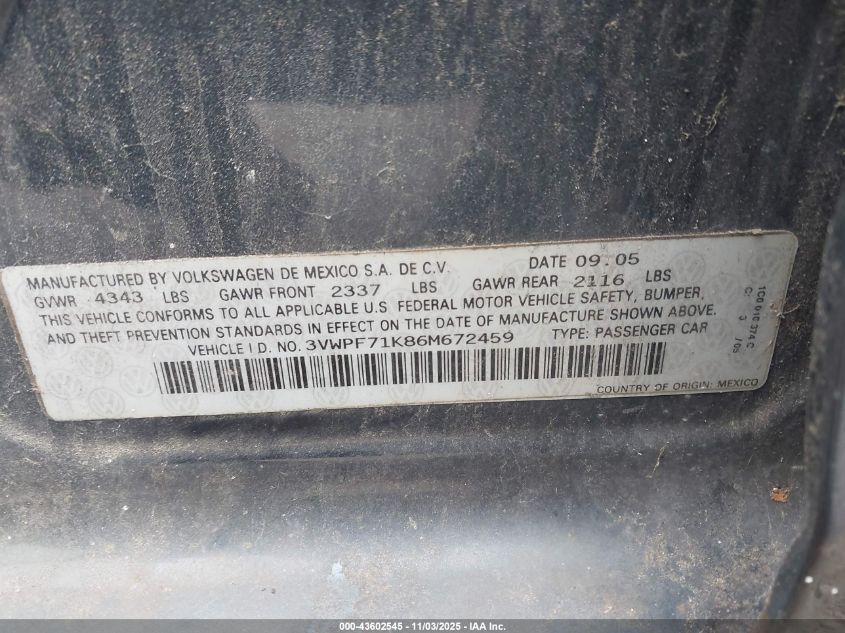 MANUFACTURED BY VOLKSWAGEN DE MEXICO S.A. DE C.V. DATE 09.05
GVWR 4343 LBS GAWR FRONT 2337 LBS GAWR REAR 2116 LBS
THIS VEHICLE CONFORMS TO ALL APPLICABLE U.S FEDERAL MOTOR VEHICLE SAFETY, BUMPER,
AND THEFT PREVENTION STANDARDS IN EFFECT ON THE DATE OF MANUFACTURE SHOWN ABOVE.
VEHICLE I.D. NO. 3VWPF71K86M672459 TYPE: PASSENGER CAR
COUNTRY OF ORIGIN: MEXICO
1C0 010 374 C
000-43602545 - 11/03/2025 - IAA Inc.